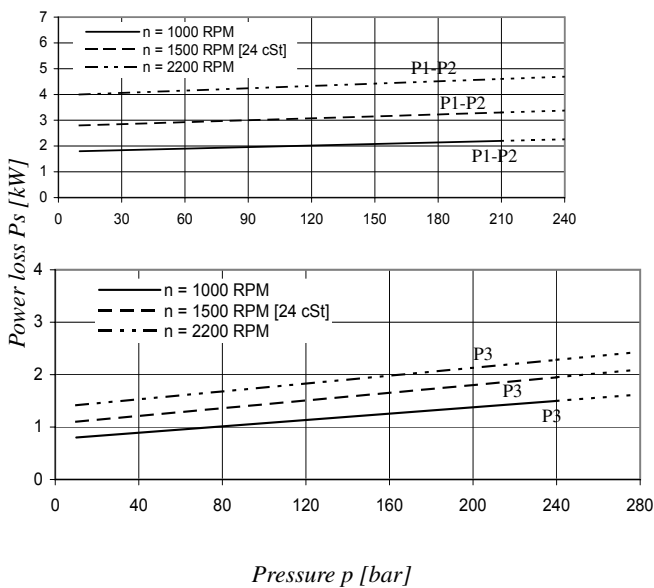 7
6
5
4
3
2
1
0
n = 1000 RPM
n = 1500 RPM [24 cSt]
n = 2200 RPM
P1-P2
P1-P2
P1-P2
0 30 60 90 120 150 180 210 240
Power loss Ps [kW]
4
3
2
1
0
n = 1000 RPM
n = 1500 RPM [24 cSt]
n = 2200 RPM
P3
P3
P3
0 40 80 120 160 200 240 280
Pressure p [bar]